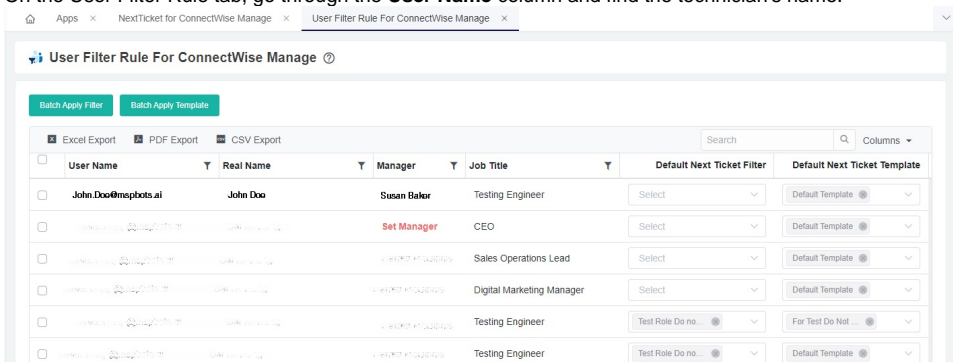 On the User Filter Rule tab, go through the User Name column and find the technician's name.
Apps × NextTicket for ConnectWise Manage × User Filter Rule For ConnectWise Manage ×
User Filter Rule For ConnectWise Manage
Batch Apply Filter Batch Apply Template
Excel Export PDF Export CSV Export Search Columns
User Name Real Name Manager Job Title Default Next Ticket Filter Default Next Ticket Template
John.Doe@mspbots.ai John Doe Susan Baker Testing Engineer Select Default Template
Set Manager CEO Select Default Template
Sales Operations Lead Select Default Template
Digital Marketing Manager Select Default Template
Testing Engineer Test Role Do no... For Test Do Not ...
Testing Engineer Test Role Do no... Default Template